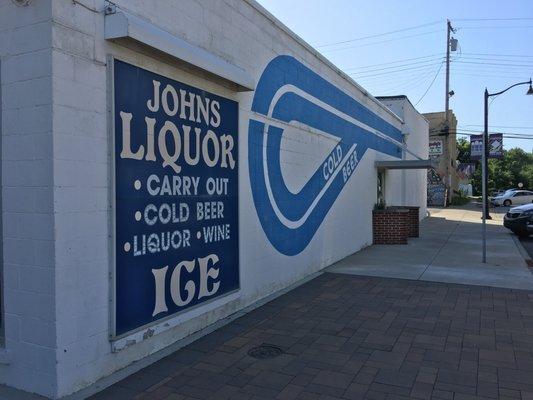 JOHNS
LIQUOR
• CARRY OUT
• COLD BEER
• LIQUOR • WINE
ICE
COLD
BEER